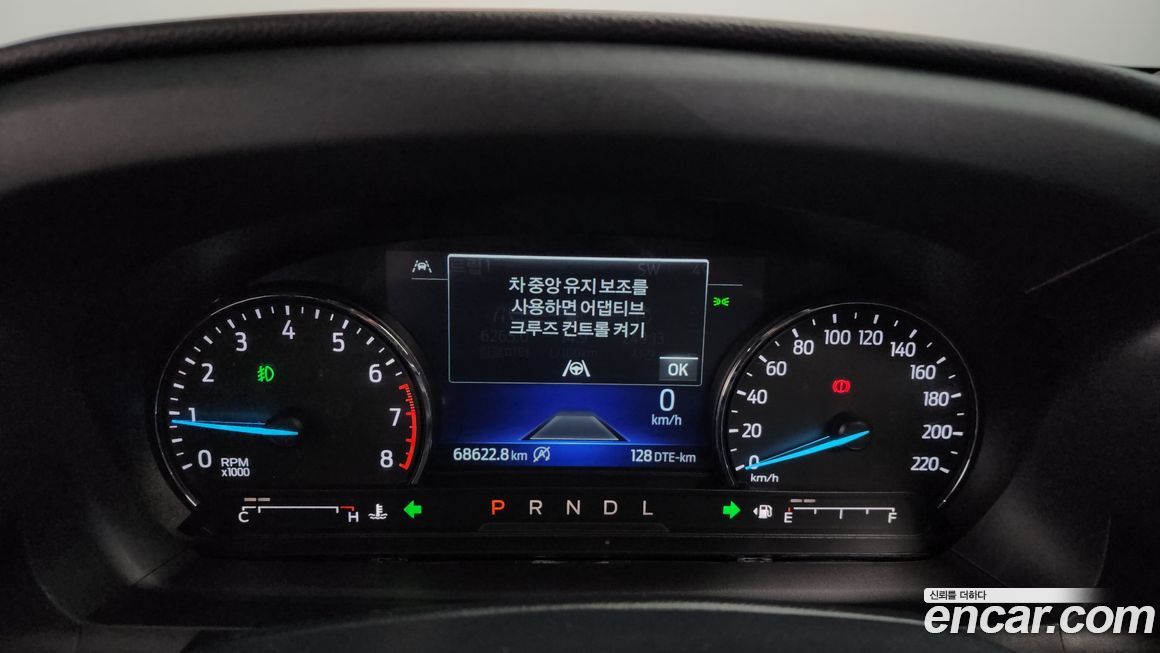 차 중앙 유지 보조를
사용하면 어댑티브
크루즈 컨트롤 켜기
OK
0
km/h
68622.8 km
128 DTE-km
0 1 2 3 4 5 6 7 8
RPM
x1000
0 20 40 60 80 100 120 140 160 180 200 220
km/h
C H
P R N D L
E F
신뢰를 더하다
encar.com